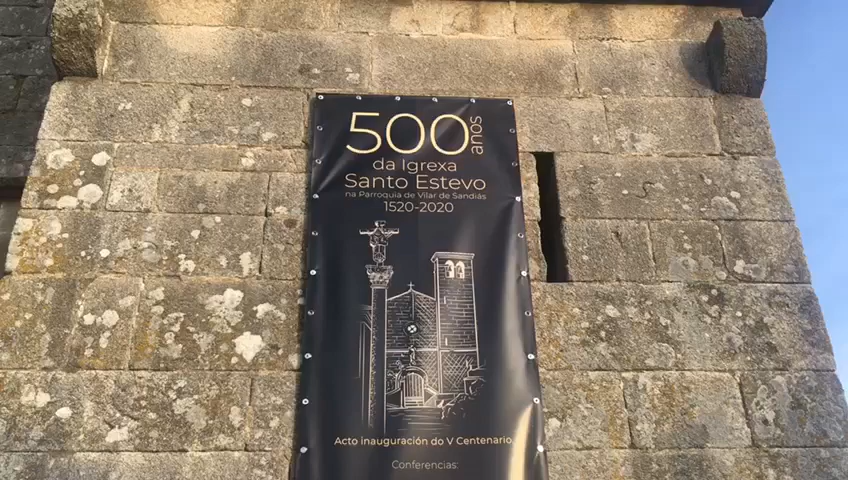 500 anos
da Igrexa
Santo Estevo
na Parroquia de Vilar de Sandiás
1520-2020
Acto inauguración do V Centenario
Conferencias: